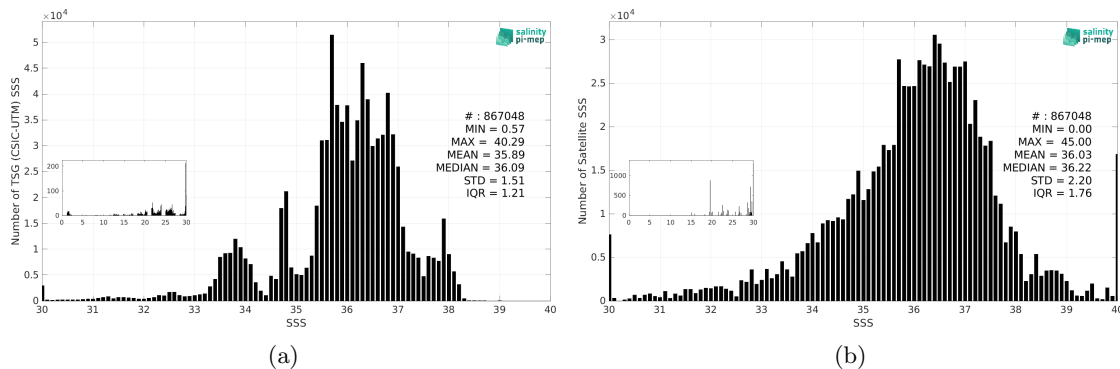 ×10⁴
5
4.5
4
3.5
3
2.5
2
1.5
1
0.5
0
Number of TSG (CSIC-UTM) SSS
salinity
pi-mep
# : 867048
MIN = 0.57
MAX = 40.29
MEAN = 35.89
MEDIAN = 36.09
STD = 1.51
IQR = 1.21
200
100
0
0 5 10 15 20 25 30
30 31 32 33 34 35 36 37 38 39 40
SSS
(a)
×10⁴
3
2.5
2
1.5
1
0.5
0
Number of Satellite SSS
salinity
pi-mep
# : 867048
MIN = 0.00
MAX = 45.00
MEAN = 36.03
MEDIAN = 36.22
STD = 2.20
IQR = 1.76
1000
500
0
0 5 10 15 20 25 30
30 31 32 33 34 35 36 37 38 39 40
SSS
(b)